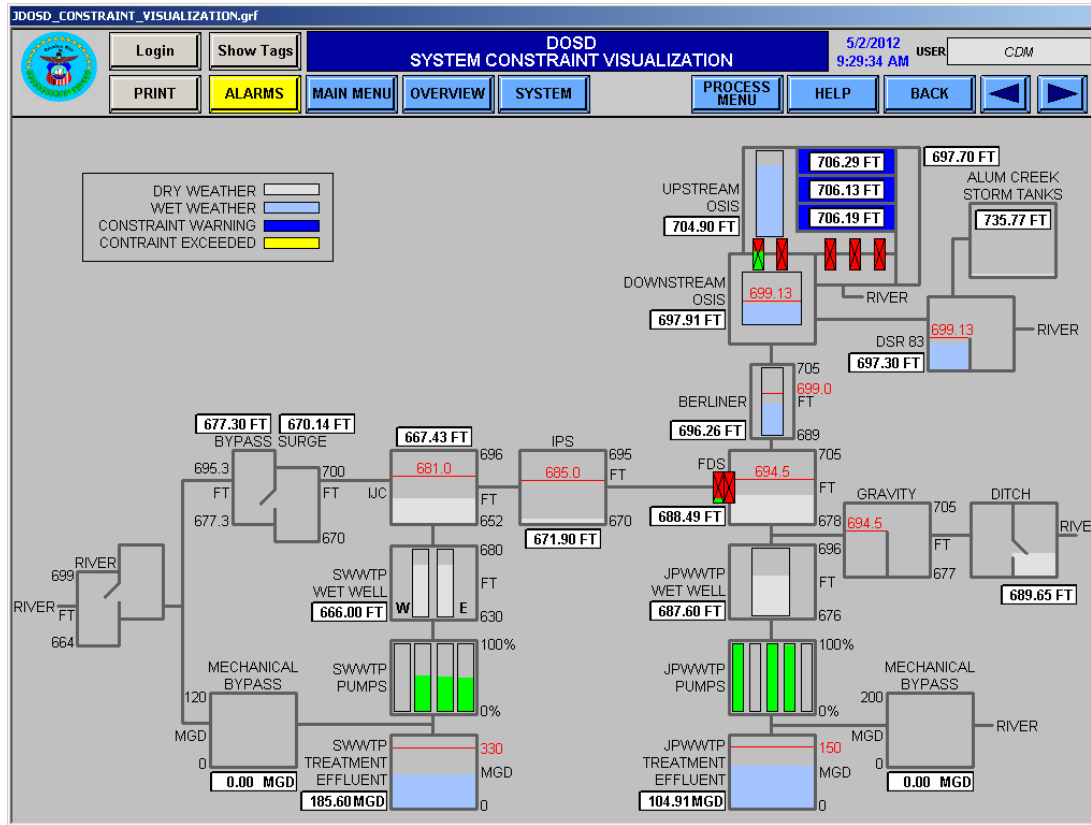 JDOSD_CONSTRAINT_VISUALIZATION.grf
Login
Show Tags
DOSD
SYSTEM CONSTRAINT VISUALIZATION
5/2/2012
9:29:34 AM
USER
CDM
PRINT
ALARMS
MAIN MENU
OVERVIEW
SYSTEM
PROCESS
MENU
HELP
BACK
DRY WEATHER
WET WEATHER
CONSTRAINT WARNING
CONTRAINT EXCEEDED
UPSTREAM
OSIS
704.90 FT
706.29 FT
706.13 FT
706.19 FT
697.70 FT
ALUM CREEK
STORM TANKS
735.77 FT
DOWNSTREAM
OSIS
697.91 FT
699.13
RIVER
699.13
DSR 83
697.30 FT
RIVER
BERLINER
696.26 FT
705
699.0
FT
689
677.30 FT
670.14 FT
BYPASS SURGE
695.3
FT
677.3
700
FT
670
667.43 FT
681.0
IJC
696
FT
652
IPS
685.0
695
FT
670
671.90 FT
FDS
688.49 FT
694.5
705
FT
678
GRAVITY
694.5
705
FT
677
DITCH
RIVE
689.65 FT
RIVER
699
RIVER
FT
664
SWWTP
WET WELL
666.00 FT
W E
680
FT
630
JPWWTP
WET WELL
687.60 FT
696
FT
676
MECHANICAL
BYPASS
120
MGD
0
0.00 MGD
SWWTP
PUMPS
100%
0%
JPWWTP
PUMPS
100%
0%
MECHANICAL
BYPASS
200
MGD
0
RIVER
0.00 MGD
SWWTP
TREATMENT
EFFLUENT
185.60MGD
330
MGD
0
JPWWTP
TREATMENT
EFFLUENT
104.91MGD
150
MGD
0